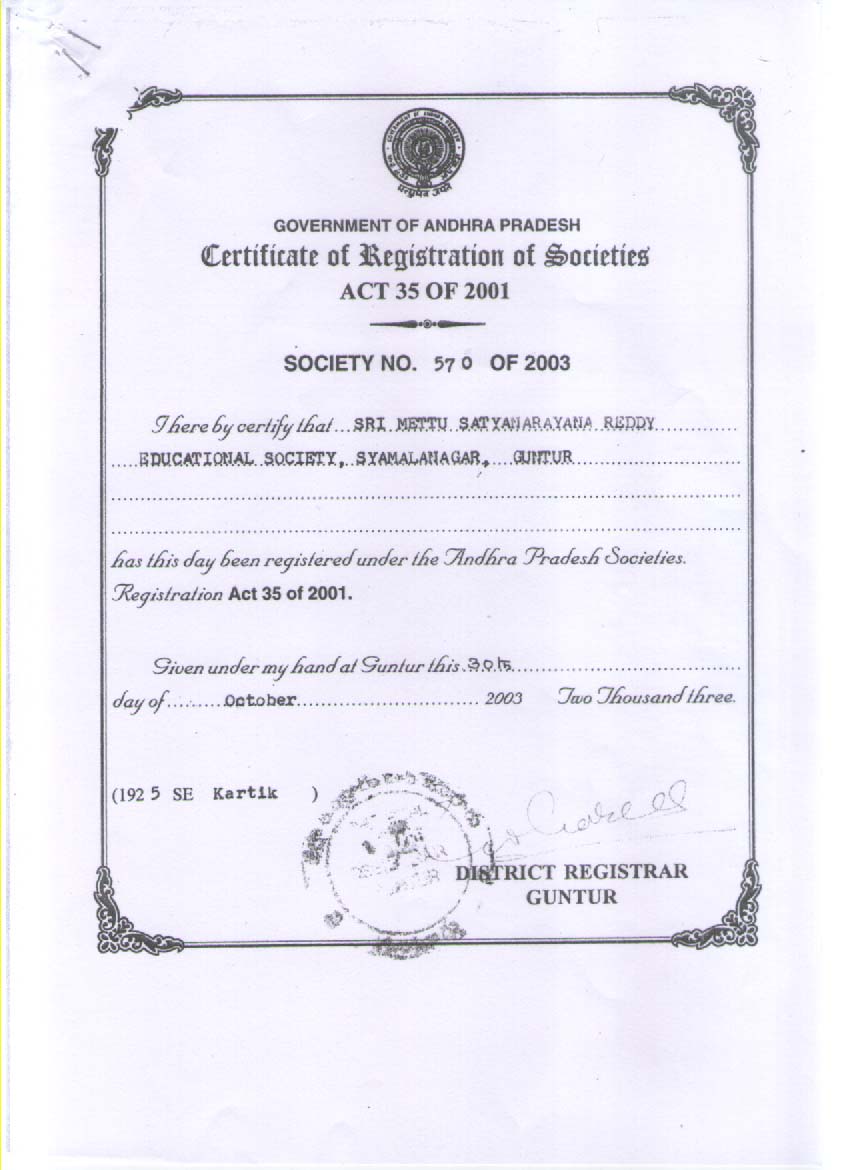 GOVERNMENT OF ANDHRA PRADESH
Certificate of Registration of Societies
ACT 35 OF 2001
SOCIETY NO. 570 OF 2003
I here by certify that SRI METTU SATYANARAYANA REDDY
EDUCATIONAL SOCIETY, SYAMALANAGAR, GUNTUR
has this day been registered under the Andhra Pradesh Societies.
Registration Act 35 of 2001.
Given under my hand at Guntur this 30th
day of October 2003 Two Thousand three.
(1925 SE Kartik )
DISTRICT REGISTRAR
GUNTUR